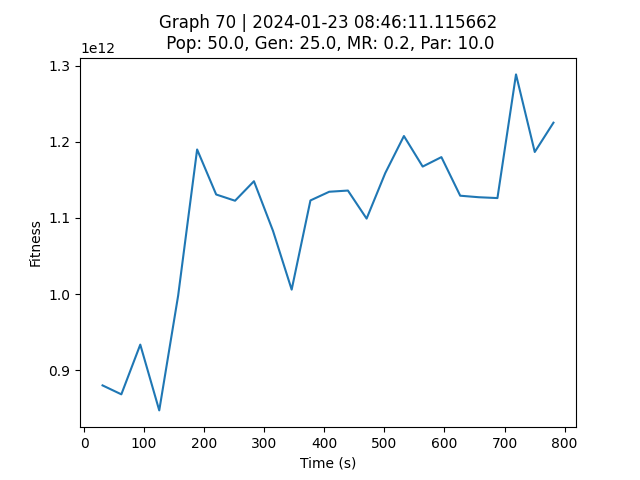 Graph 70 | 2024-01-23 08:46:11.115662
Pop: 50.0, Gen: 25.0, MR: 0.2, Par: 10.0
1e12
1.3
1.2
1.1
1.0
0.9
Fitness
0 100 200 300 400 500 600 700 800
Time (s)